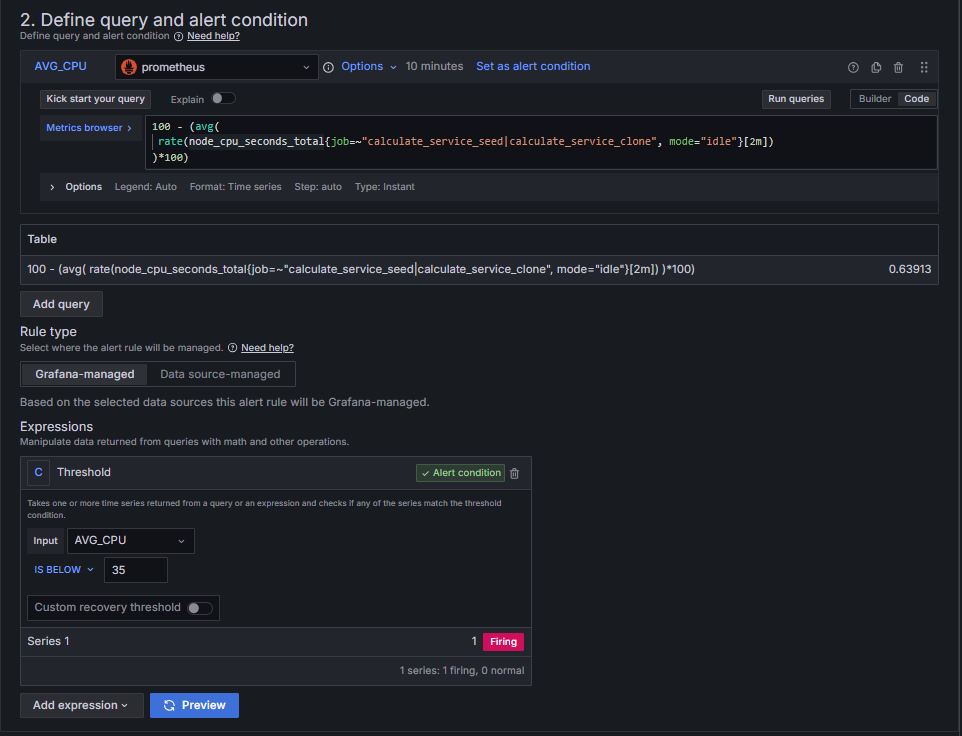 2. Define query and alert condition
Define query and alert condition Need help?
AVG_CPU prometheus Options 10 minutes Set as alert condition
Kick start your query Explain Run queries Builder Code
Metrics browser > 100 - (avg(
rate(node_cpu_seconds_total{job=~"calculate_service_seed|calculate_service_clone", mode="idle"}[2m])
)*100)
> Options Legend: Auto Format: Time series Step: auto Type: Instant
Table
100 - (avg( rate(node_cpu_seconds_total{job=~"calculate_service_seed|calculate_service_clone", mode="idle"}[2m]) )*100) 0.63913
Add query
Rule type
Select where the alert rule will be managed. Need help?
Grafana-managed Data source-managed
Based on the selected data sources this alert rule will be Grafana-managed.
Expressions
Manipulate data returned from queries with math and other operations.
C Threshold Alert condition
Takes one or more time series returned from a query or an expression and checks if any of the series match the threshold
condition.
Input AVG_CPU
IS BELOW 35
Custom recovery threshold
Series 1 1 Firing
1 series: 1 firing, 0 normal
Add expression Preview